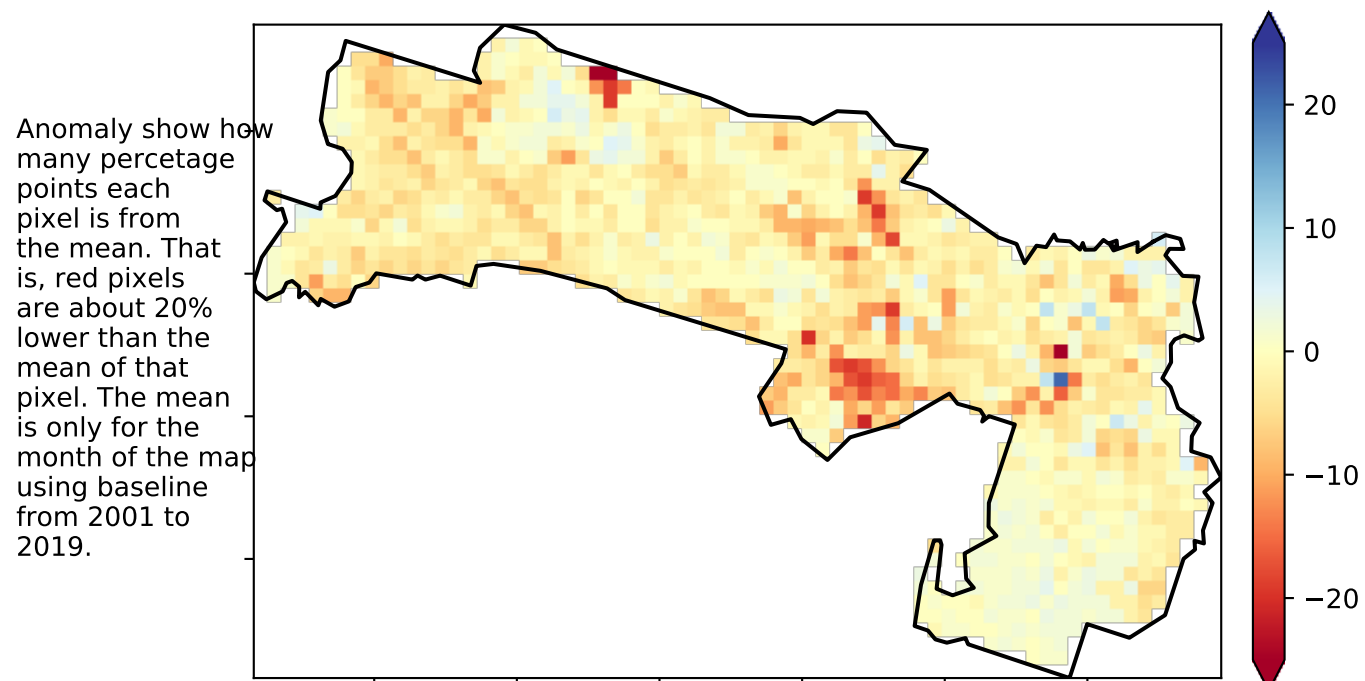 Anomaly show how
many percetage
points each
pixel is from
the mean. That
is, red pixels
are about 20%
lower than the
mean of that
pixel. The mean
is only for the
month of the map
using baseline
from 2001 to
2019.
20
10
0
−10
−20